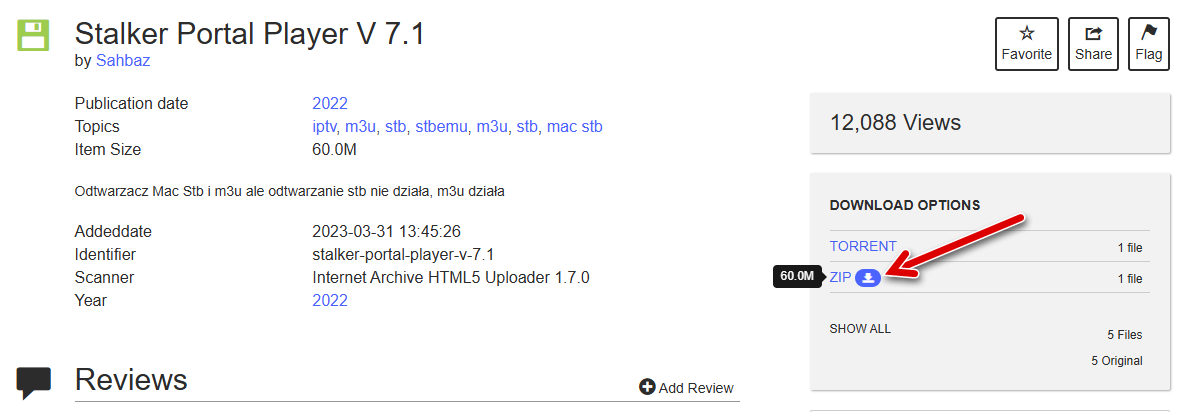 Stalker Portal Player V 7.1
by Sahbaz
Favorite
Share
Flag
Publication date 2022
Topics iptv, m3u, stb, stbemu, m3u, stb, mac stb
Item Size 60.0M
Odtwarzacz Mac Stb i m3u ale odtwarzanie stb nie działa, m3u działa
Addeddate 2023-03-31 13:45:26
Identifier stalker-portal-player-v-7.1
Scanner Internet Archive HTML5 Uploader 1.7.0
Year 2022
12,088 Views
DOWNLOAD OPTIONS
TORRENT 1 file
60.0M ZIP 1 file
SHOW ALL 5 Files
5 Original
Reviews
Add Review